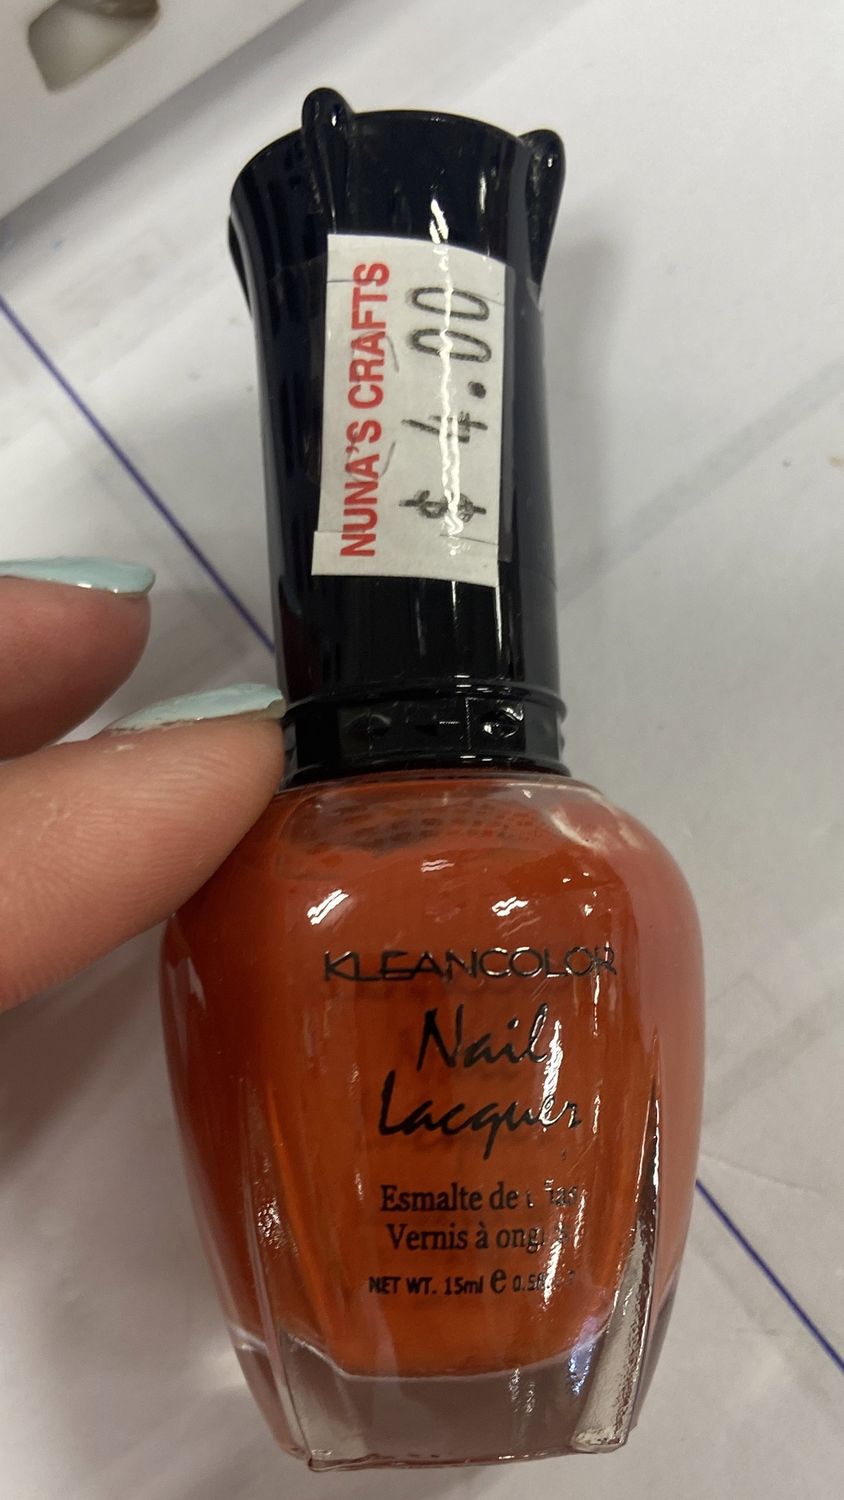 NUNA'S CRAFTS
$ 4.00
KLEANCOLOR
Nail
Lacquer
Esmalte de
Vernis à
NET WT. 15ml e